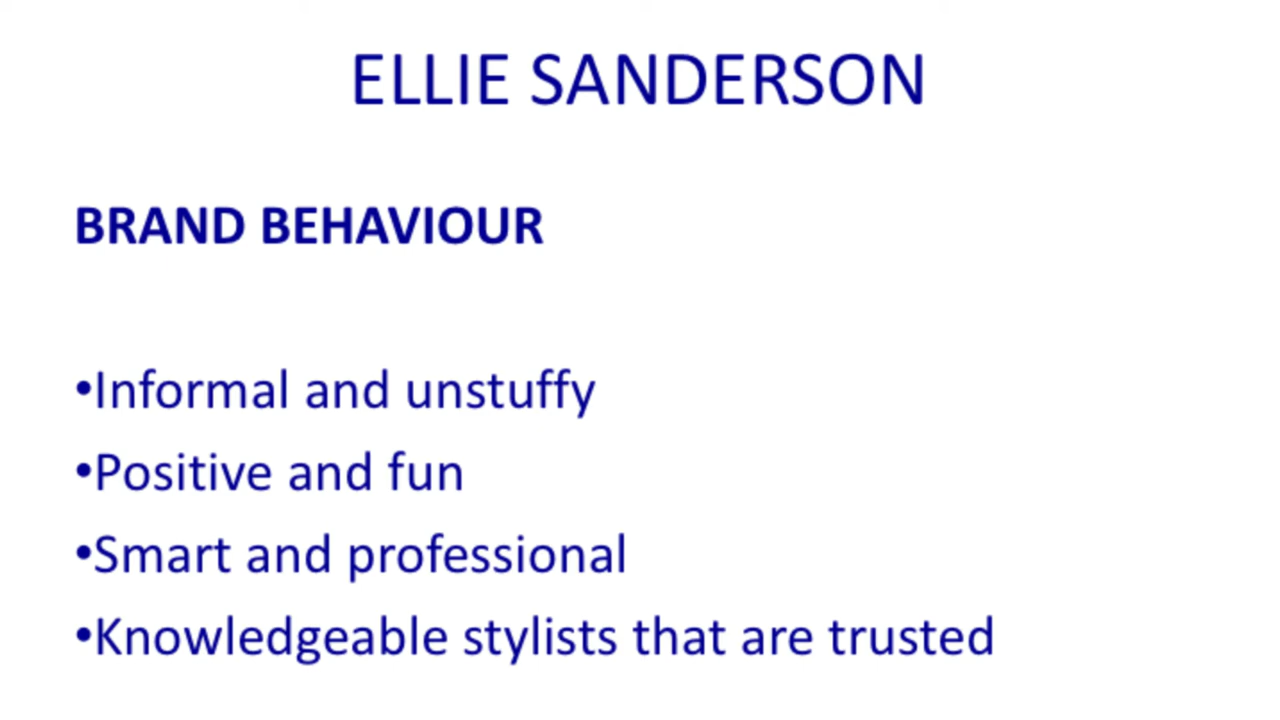 ELLIE SANDERSON
BRAND BEHAVIOUR
•Informal and unstuffy
•Positive and fun
•Smart and professional
•Knowledgeable stylists that are trusted